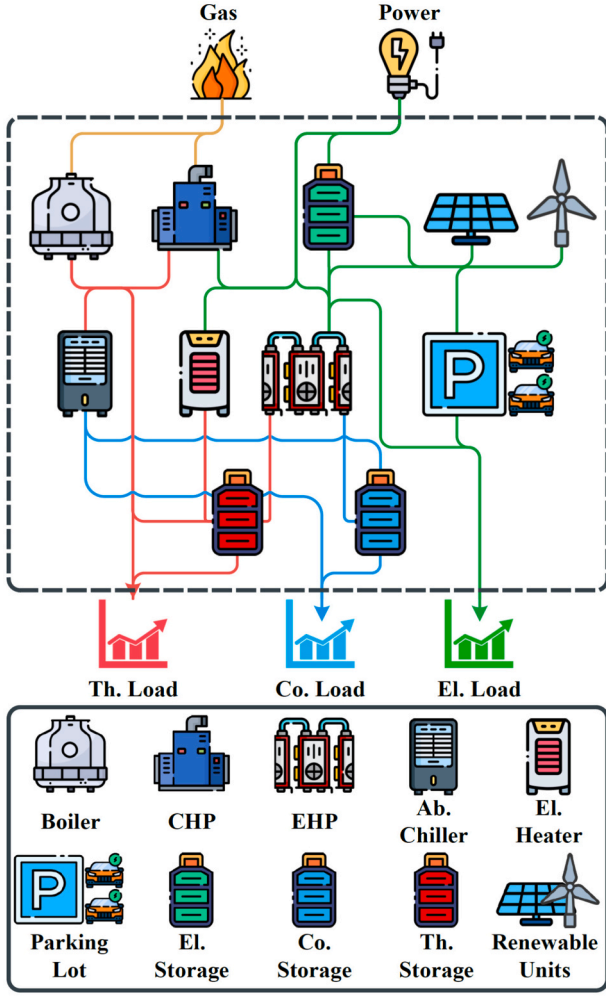 Gas
Power
P
Th. Load
Co. Load
El. Load
Boiler
CHP
EHP
Ab.
Chiller
El.
Heater
P
Parking
Lot
El.
Storage
Co.
Storage
Th.
Storage
Renewable
Units